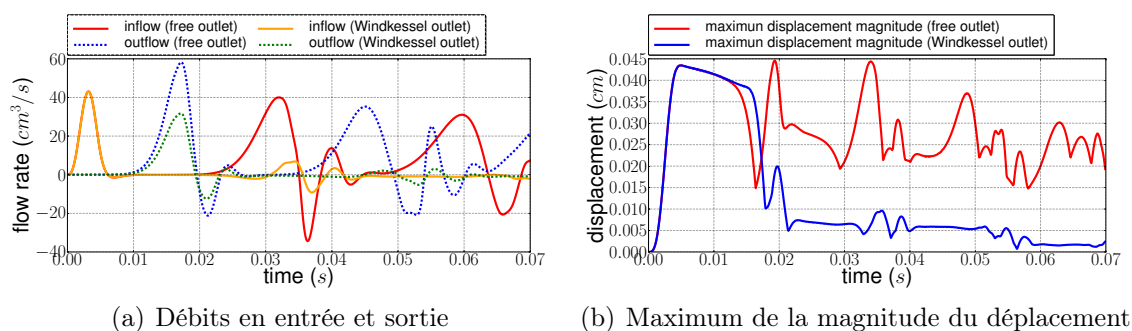 inflow (free outlet)
outflow (free outlet)
inflow (Windkessel outlet)
outflow (Windkessel outlet)
60
40
20
0
−20
−40
flow rate (cm³/s)
0.00 0.01 0.02 0.03 0.04 0.05 0.06 0.07
time (s)
(a) Débits en entrée et sortie
maximun displacement magnitude (free outlet)
maximun displacement magnitude (Windkessel outlet)
0.045
0.040
0.035
0.030
0.025
0.020
0.015
0.010
0.005
0.000
displacement (cm)
0.00 0.01 0.02 0.03 0.04 0.05 0.06 0.07
time (s)
(b) Maximum de la magnitude du déplacement